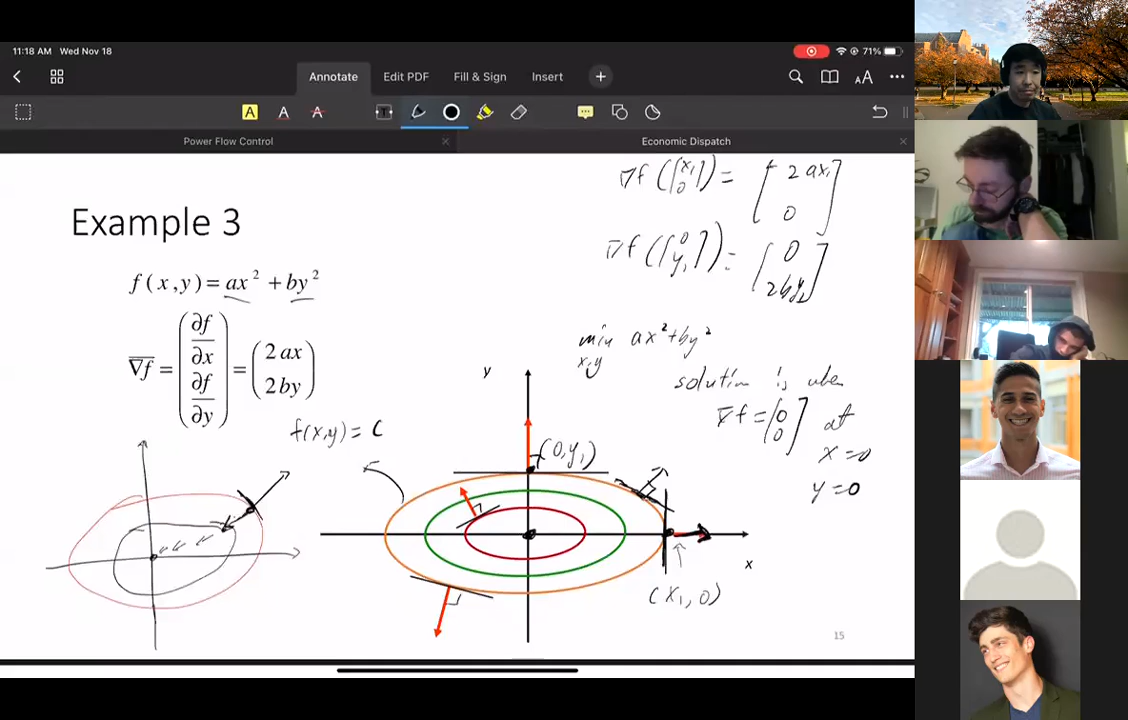 11:18 AM Wed Nov 18
71%
Annotate
Edit PDF
Fill & Sign
Insert
AA
A A A
T
Power Flow Control
Economic Dispatch
∇f([x₁ 0]) = [2ax₁ 0]
Example 3
∇f([0 y₁]) = [0 2by₁]
f(x,y) = ax² + by²
∇f = (∂f/∂x ∂f/∂y) = (2ax 2by)
min ax²+by²
x,y
solution is when
∇f = [0 0] at
x=0
y=0
y
f(x,y) = C
(0,y₁)
x
(x₁,0)
15